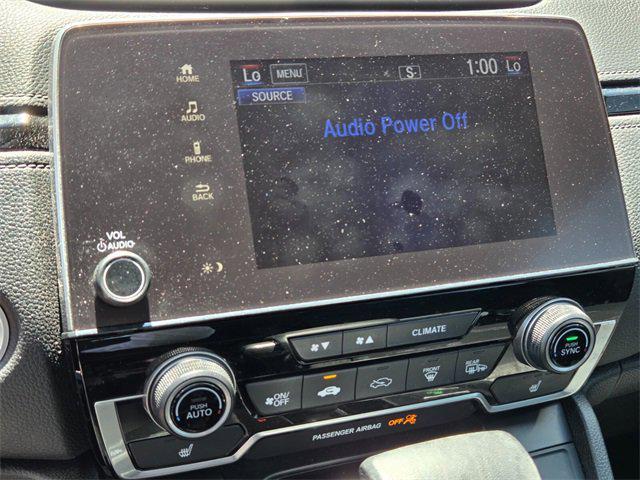 Lo MENU S 1:00 Lo
SOURCE
Audio Power Off
HOME
AUDIO
PHONE
BACK
VOL
AUDIO
CLIMATE
PUSH
AUTO
ON/
OFF
FRONT
REAR
PUSH
SYNC
PASSENGER AIRBAG OFF